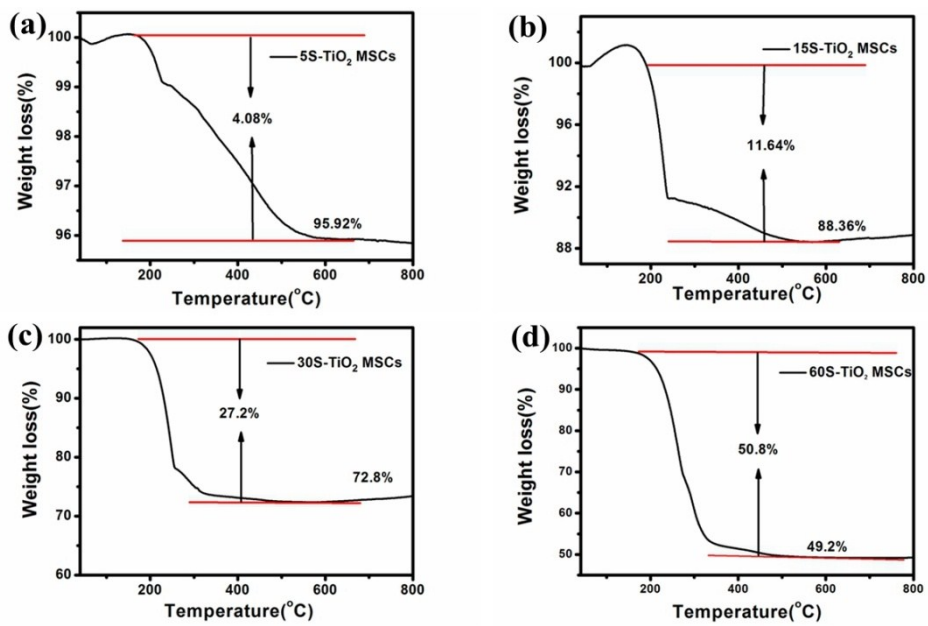 (a)
5S-TiO₂ MSCs
Weight loss(%)
100
99
98
97
96
4.08%
95.92%
200
400
600
800
Temperature(°C)
(b)
15S-TiO₂ MSCs
Weight loss(%)
100
96
92
88
11.64%
88.36%
200
400
600
800
Temperature(°C)
(c)
30S-TiO₂ MSCs
Weight loss(%)
100
90
80
70
60
27.2%
72.8%
200
400
600
800
Temperature(°C)
(d)
60S-TiO₂ MSCs
Weight loss(%)
100
90
80
70
60
50
50.8%
49.2%
200
400
600
800
Temperature(°C)